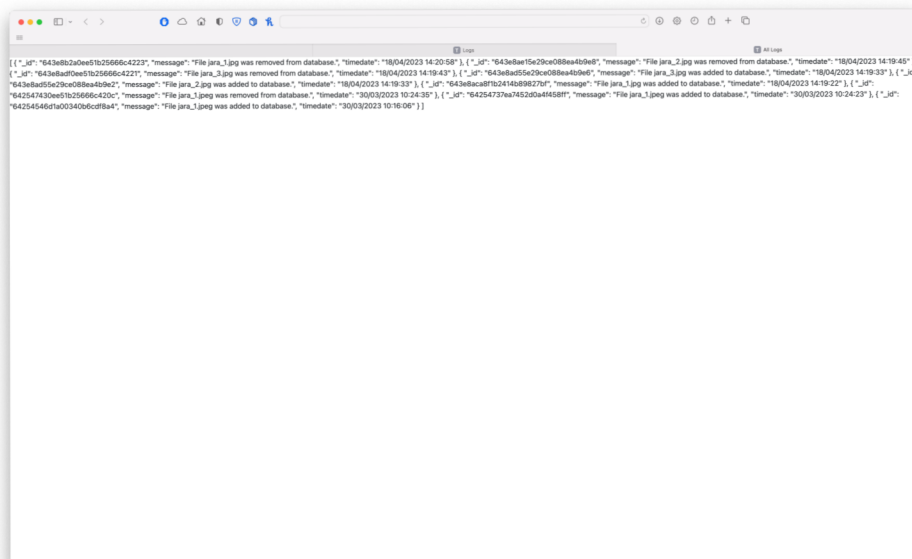 Logs
All Logs
[ { "_id": "643e8b2a0ee51b25666c4223", "message": "File jara_1.jpg was removed from database.", "timedate": "18/04/2023 14:20:58" }, { "_id": "643e8ae15e29ce088ea4b9e8", "message": "File jara_2.jpg was removed from database.", "timedate": "18/04/2023 14:19:45"
{ "_id": "643e8adf0ee51b25666c4221", "message": "File jara_3.jpg was removed from database.", "timedate": "18/04/2023 14:19:43" }, { "_id": "643e8ad55e29ce088ea4b9e6", "message": "File jara_3.jpg was added to database.", "timedate": "18/04/2023 14:19:33" }, { "_id
"643e8ad55e29ce088ea4b9e2", "message": "File jara_2.jpg was added to database.", "timedate": "18/04/2023 14:19:33" }, { "_id": "643e8aca8f1b2414b89827bf", "message": "File jara_1.jpg was added to database.", "timedate": "18/04/2023 14:19:22" }, { "_id":
"642547430ee51b25666c420c", "message": "File jara_1.jpeg was removed from database.", "timedate": "30/03/2023 10:24:35" }, { "_id": "64254737ea7452d0a4f458ff", "message": "File jara_1.jpeg was added to database.", "timedate": "30/03/2023 10:24:23" }, { "_id":
"64254546d1a00340b6cdf8a4", "message": "File jara_1.jpeg was added to database.", "timedate": "30/03/2023 10:16:06" } ]